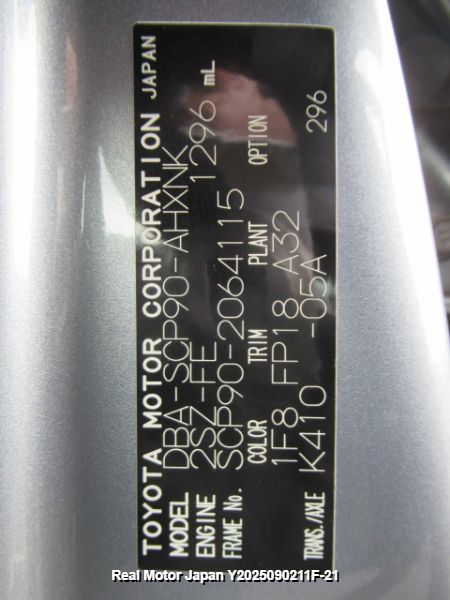 TOYOTA MOTOR CORPORATION JAPAN
MODEL DBA-SCP90-AHXNK
ENGINE 2SZ-FE 1296 mL
FRAME No. SCP90-2064115
COLOR TRIM PLANT OPTION
1F8 FP18 A32
TRANS./AXLE K410 -05A 296
Real Motor Japan Y2025090211F-21